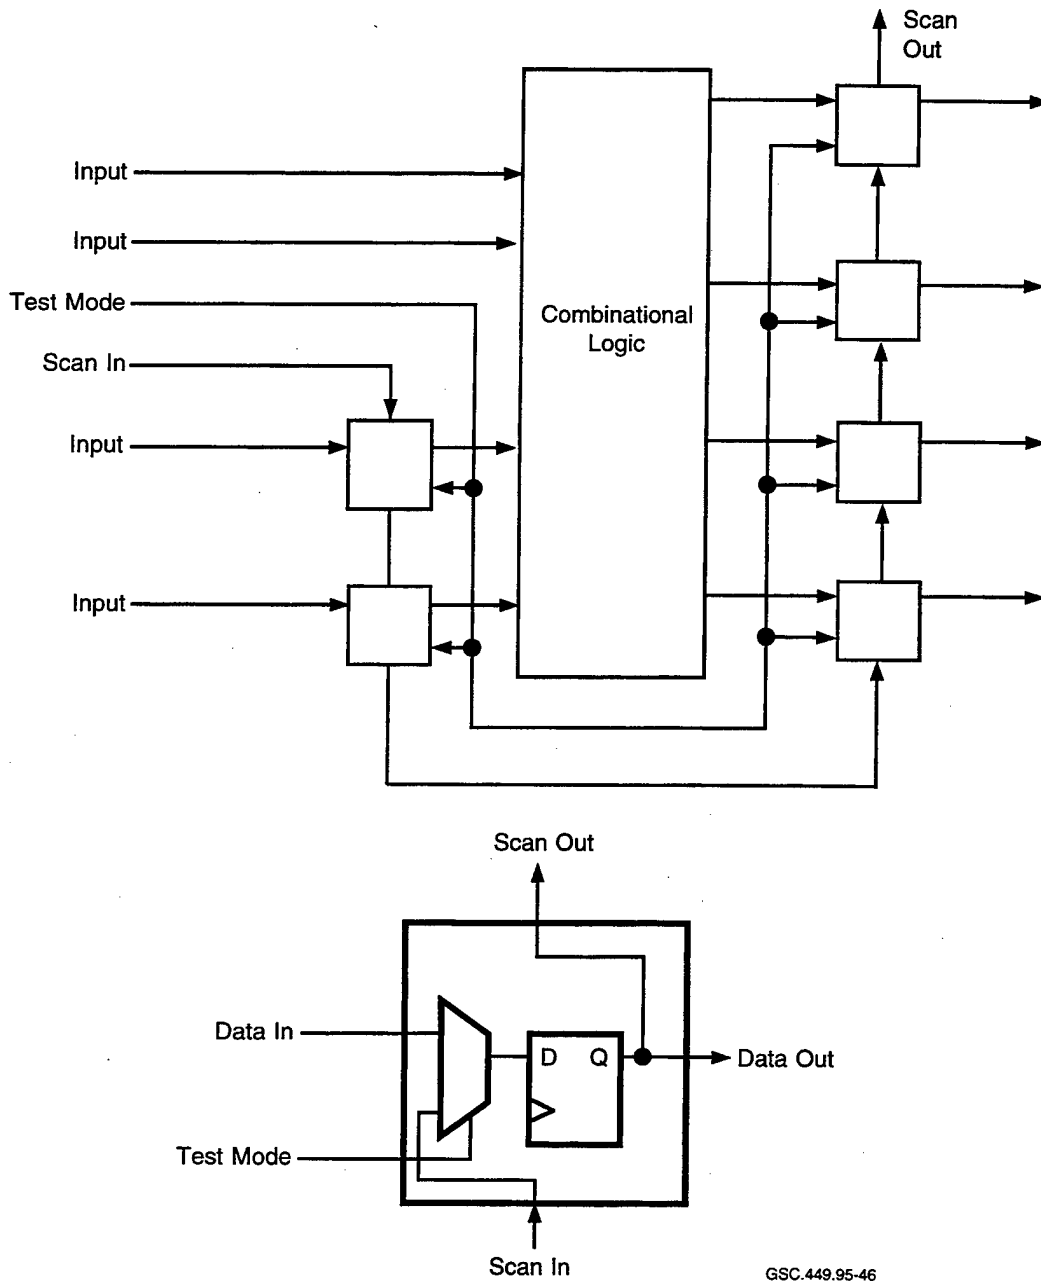 Scan
Out
Input
Input
Test Mode
Combinational
Logic
Scan In
Input
Input
Scan Out
Data In
D Q
Data Out
Test Mode
Scan In
GSC.449.95-46